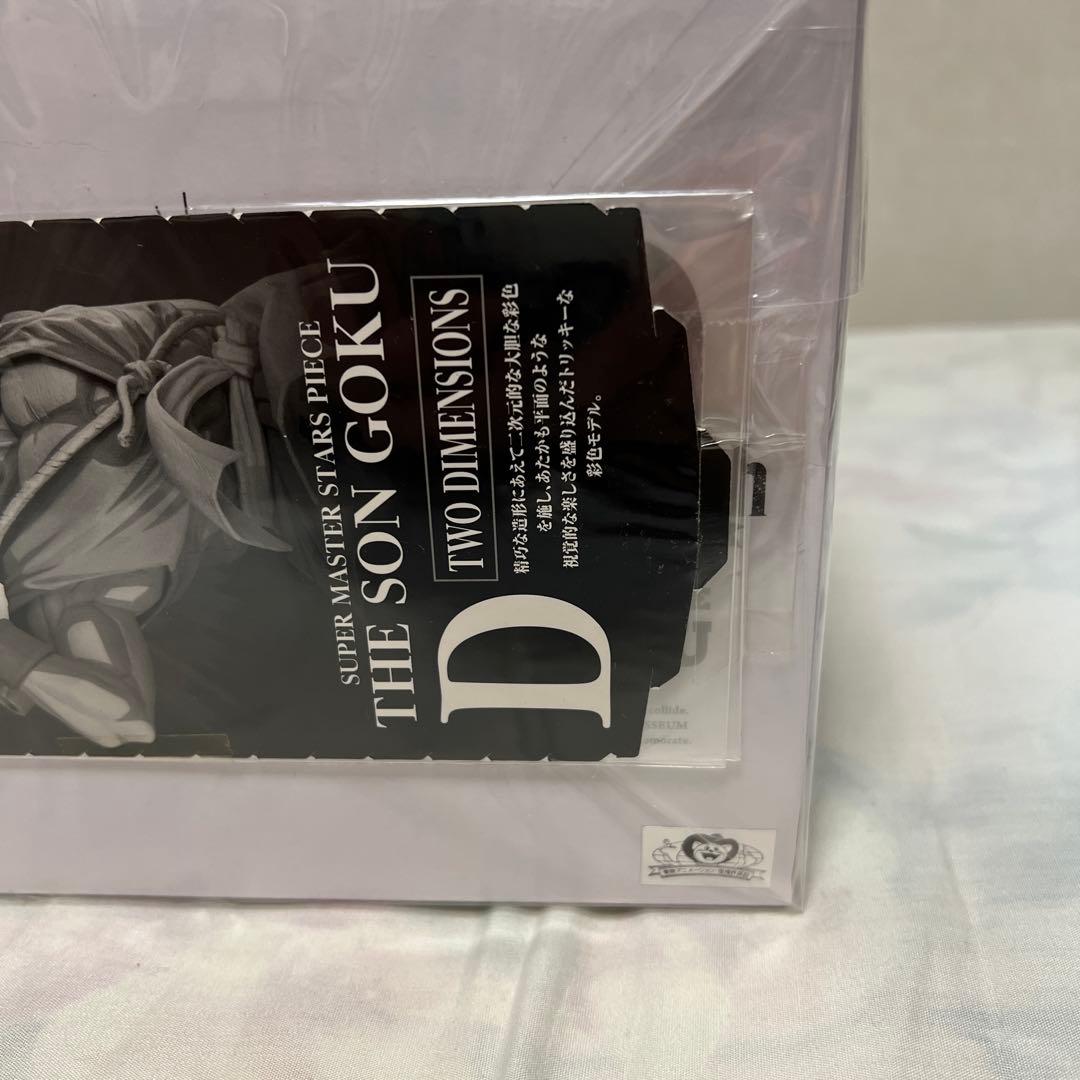 SUPER MASTER STARS PIECE
THE SON GOKU
D
TWO DIMENSIONS
精巧な造形にあえて二次元的な大胆な彩色
を施し、あたかも平面のような
視覚的な楽しさを盛り込んだトリッキーな
彩色モデル。
collide,
SSEUM